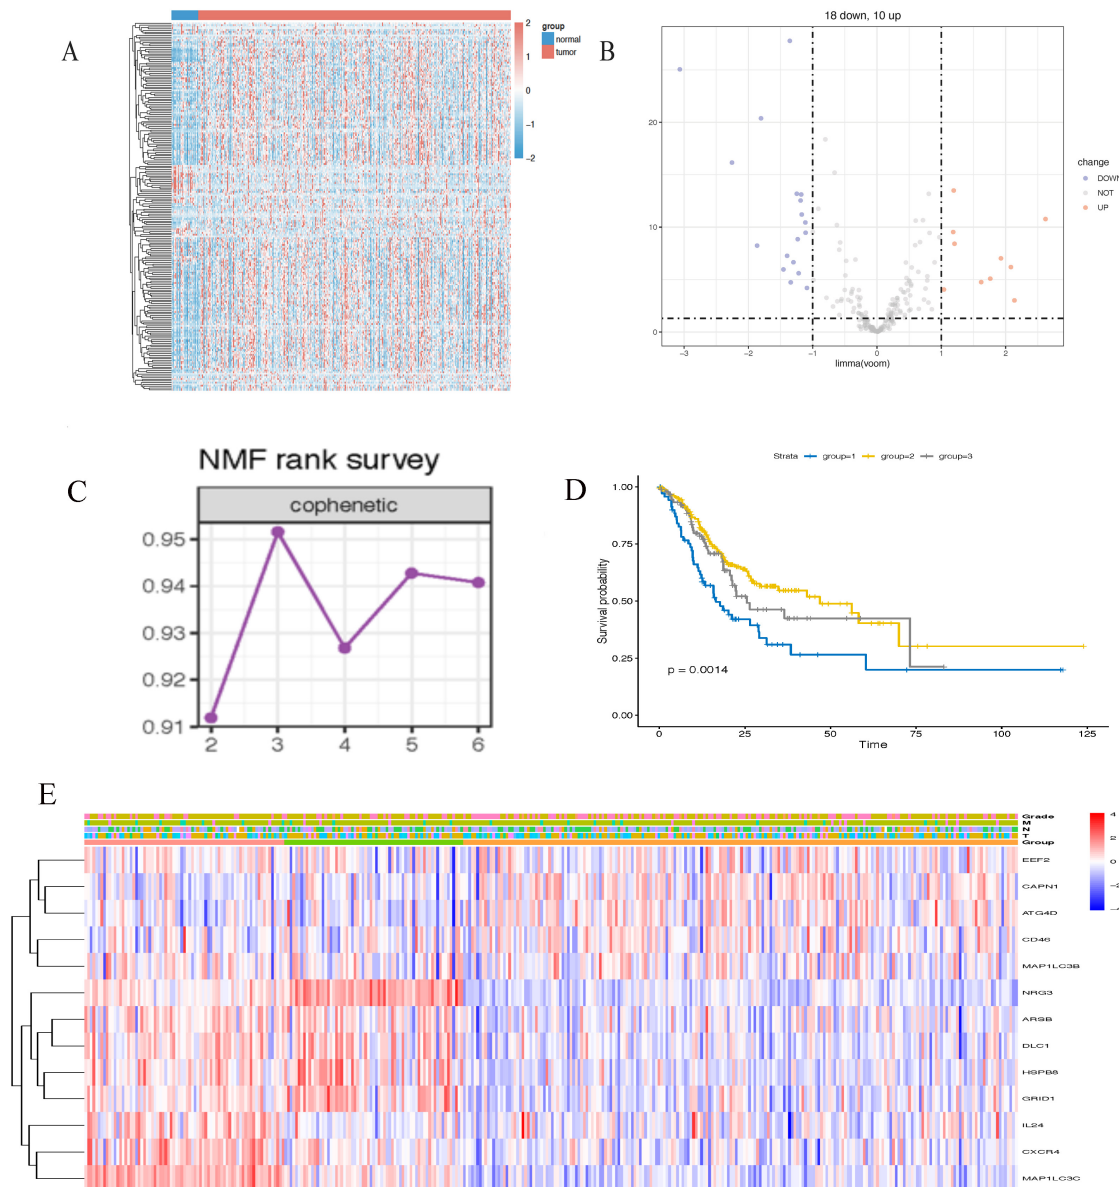 A
2
1
0
−1
−2
group
normal
tumor
B
18 down, 10 up
20
10
0
−3
−2
−1
0
1
2
limma(voom)
change
DOWN
NOT
UP
C
NMF rank survey
cophenetic
0.95
0.94
0.93
0.92
0.91
2
3
4
5
6
D
Strata group=1 group=2 group=3
1.00
0.75
0.50
0.25
0.00
Survival probability
p = 0.0014
0
25
50
75
100
125
Time
E
Grade
M
N
T
Group
EEF2
CAPN1
ATG4D
CD46
MAP1LC3B
NRG3
ARSB
DLC1
HSPB8
GRID1
IL24
CXCR4
MAP1LC3C
4
2
0
−2